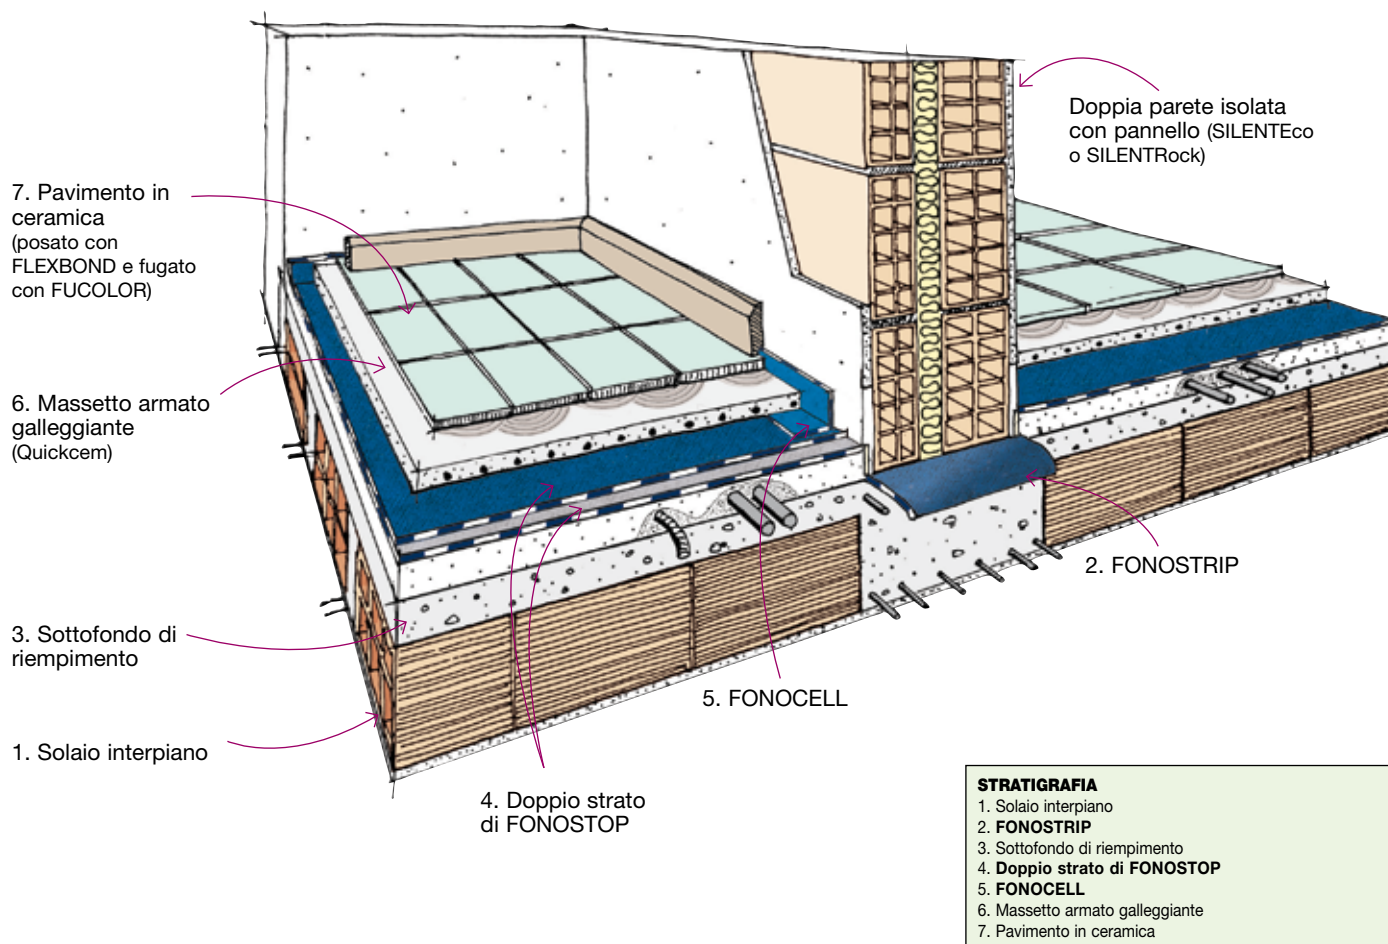 Doppia parete isolata
con pannello (SILENTEco
o SILENTRock)
7. Pavimento in
ceramica
(posato con
FLEXBOND e fugato
con FUCOLOR)
6. Massetto armato
galleggiante
(Quickcem)
2. FONOSTRIP
3. Sottofondo di
riempimento
5. FONOCELL
1. Solaio interpiano
4. Doppio strato
di FONOSTOP
STRATIGRAFIA
1. Solaio interpiano
2. FONOSTRIP
3. Sottofondo di riempimento
4. Doppio strato di FONOSTOP
5. FONOCELL
6. Massetto armato galleggiante
7. Pavimento in ceramica